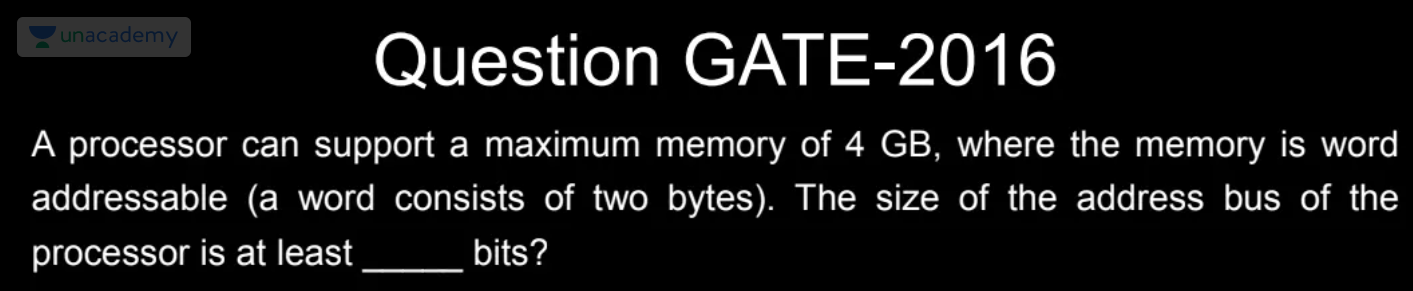 unacademy
Question GATE-2016
A processor can support a maximum memory of 4 GB, where the memory is word
addressable (a word consists of two bytes). The size of the address bus of the
processor is at least _____ bits?